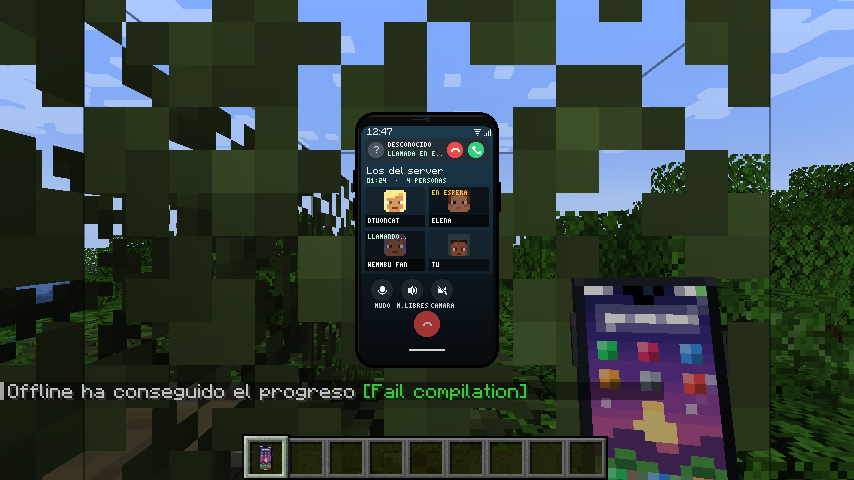 12:47
?
DESCONOCIDO
LLAMADA EN E..
Los del server
01:24 · 4 PERSONAS
EN ESPERA
DTUONCAT
ELENA
LLAMANDO..
WEMMBU FAN
TU
MUDO
M.LIBRES
CAMARA
Offline ha conseguido el progreso [Fail compilation]